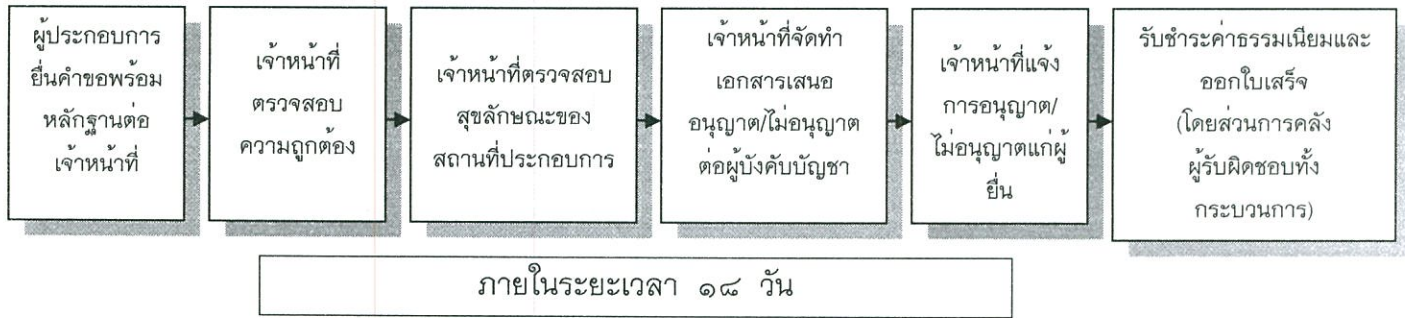 ผู้ประกอบการ
ยื่นคำขอพร้อม
หลักฐานต่อ
เจ้าหน้าที่
เจ้าหน้าที่
ตรวจสอบ
ความถูกต้อง
เจ้าหน้าที่ตรวจสอบ
สุขลักษณะของ
สถานที่ประกอบการ
เจ้าหน้าที่จัดทำ
เอกสารเสนอ
อนุญาต/ไม่อนุญาต
ต่อผู้บังคับบัญชา
เจ้าหน้าที่แจ้ง
การอนุญาต/
ไม่อนุญาตแก่ผู้
ยื่น
รับชำระค่าธรรมเนียมและ
ออกใบเสร็จ
(โดยส่วนการคลัง
ผู้รับผิดชอบทั้ง
กระบวนการ)
ภายในระยะเวลา ๑๘ วัน